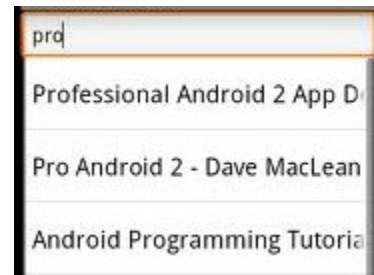 pro
Professional Android 2 App D
Pro Android 2 - Dave MacLean
Android Programming Tutoria